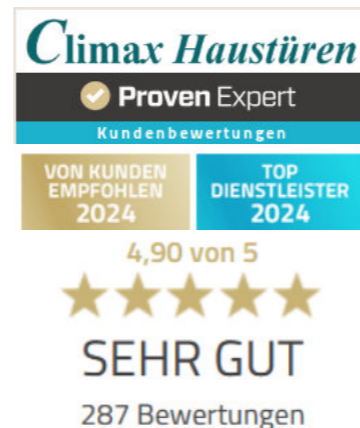 Climax Haustüren
Proven Expert
Kundenbewertungen
VON KUNDEN
EMPFOHLEN
2024
TOP
DIENSTLEISTER
2024
4,90 von 5
SEHR GUT
287 Bewertungen